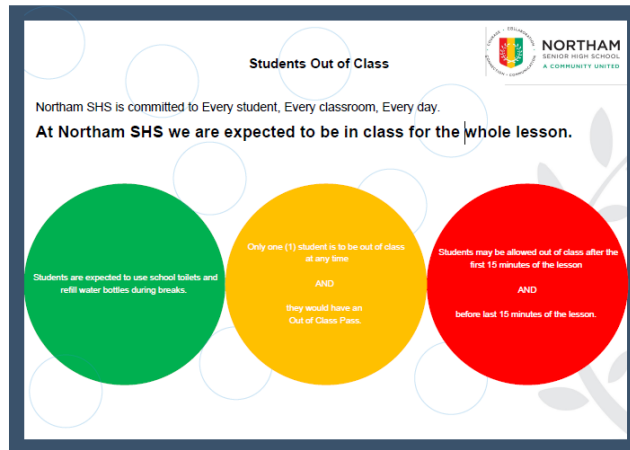 Students Out of Class
NORTHAM
SENIOR HIGH SCHOOL
A COMMUNITY UNITED
Northam SHS is committed to Every student, Every classroom, Every day.
At Northam SHS we are expected to be in class for the whole lesson.
Students are expected to use school toilets and
refill water bottles during breaks.
Only one (1) student is to be out of class
at any time
AND
they would have an
Out of Class Pass.
Students may be allowed out of class after the
first 15 minutes of the lesson
AND
before last 15 minutes of the lesson.